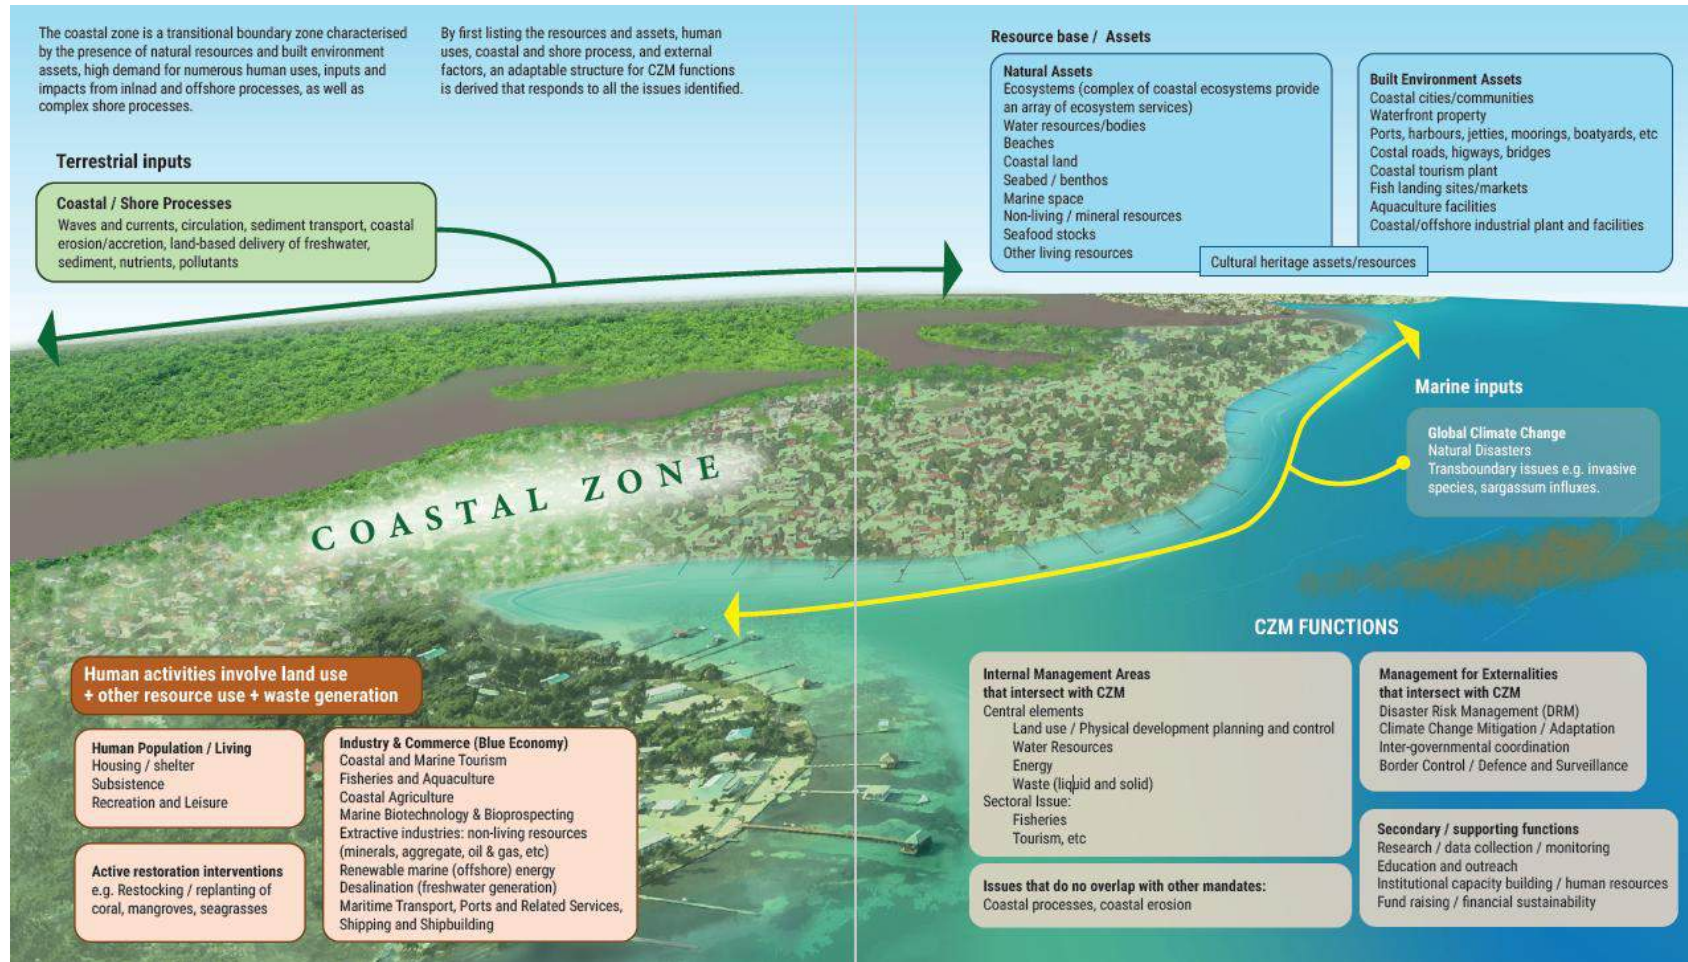 The coastal zone is a transitional boundary zone characterised
by the presence of natural resources and built environment
assets, high demand for numerous human uses, inputs and
impacts from inlnad and offshore processes, as well as
complex shore processes.
By first listing the resources and assets, human
uses, coastal and shore process, and external
factors, an adaptable structure for CZM functions
is derived that responds to all the issues identified.
Terrestrial inputs
Coastal / Shore Processes
Waves and currents, circulation, sediment transport, coastal
erosion/accretion, land-based delivery of freshwater,
sediment, nutrients, pollutants
Resource base / Assets
Natural Assets
Ecosystems (complex of coastal ecosystems provide
an array of ecosystem services)
Water resources/bodies
Beaches
Coastal land
Seabed / benthos
Marine space
Non-living / mineral resources
Seafood stocks
Other living resources
Built Environment Assets
Coastal cities/communities
Waterfront property
Ports, harbours, jetties, moorings, boatyards, etc
Costal roads, higways, bridges
Coastal tourism plant
Fish landing sites/markets
Aquaculture facilities
Coastal/offshore industrial plant and facilities
Cultural heritage assets/resources
Marine inputs
Global Climate Change
Natural Disasters
Transboundary issues e.g. invasive
species, sargassum influxes.
COASTAL ZONE
Human activities involve land use
+ other resource use + waste generation
Human Population / Living
Housing / shelter
Subsistence
Recreation and Leisure
Active restoration interventions
e.g. Restocking / replanting of
coral, mangroves, seagrasses
Industry & Commerce (Blue Economy)
Coastal and Marine Tourism
Fisheries and Aquaculture
Coastal Agriculture
Marine Biotechnology & Bioprospecting
Extractive industries: non-living resources
(minerals, aggregate, oil & gas, etc)
Renewable marine (offshore) energy
Desalination (freshwater generation)
Maritime Transport, Ports and Related Services,
Shipping and Shipbuilding
CZM FUNCTIONS
Internal Management Areas
that intersect with CZM
Central elements
Land use / Physical development planning and control
Water Resources
Energy
Waste (liquid and solid)
Sectoral Issue:
Fisheries
Tourism, etc
Issues that do no overlap with other mandates:
Coastal processes, coastal erosion
Management for Externalities
that intersect with CZM
Disaster Risk Management (DRM)
Climate Change Mitigation / Adaptation
Inter-governmental coordination
Border Control / Defence and Surveillance
Secondary / supporting functions
Research / data collection / monitoring
Education and outreach
Institutional capacity building / human resources
Fund raising / financial sustainability